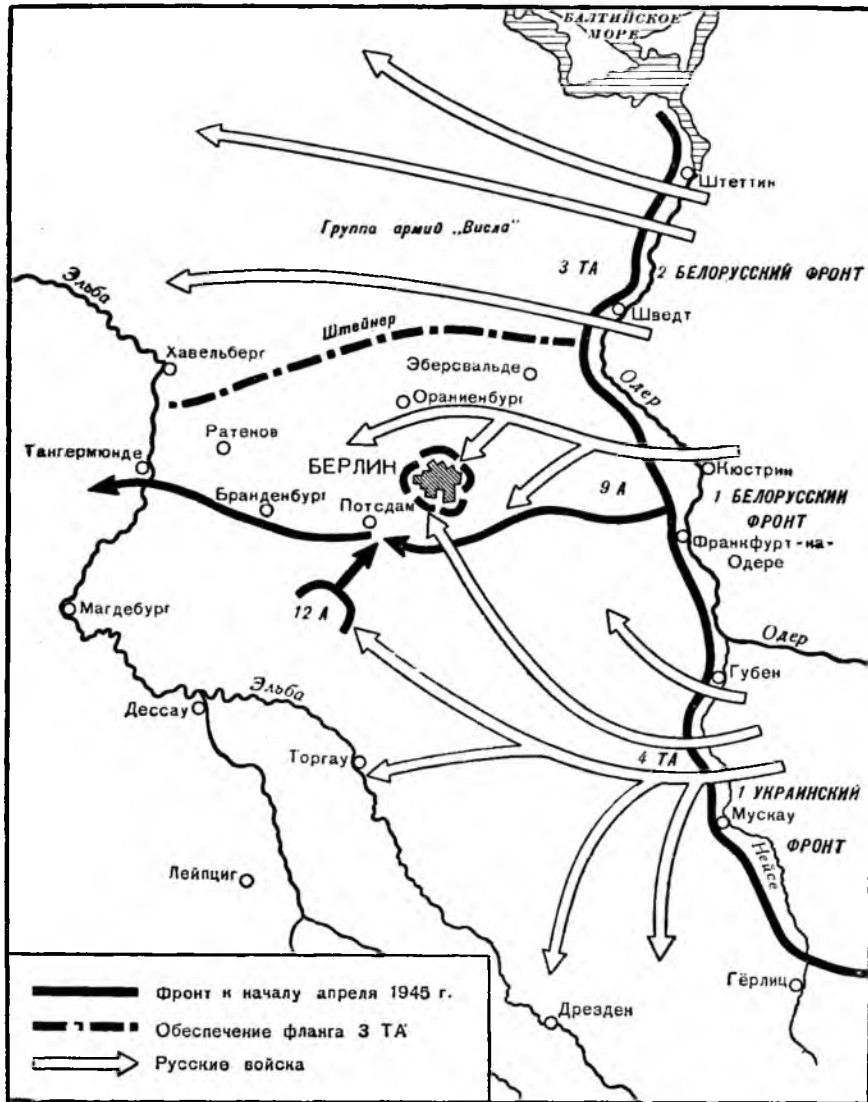 БАЛТИЙСКОЕ
МОРЕ
Штеттин
Группа армид „Висла"
3 ТА
2 БЕЛОРУССКИЙ ФРОНТ
Эльба
Шведт
Штейнер
Хавельберг
Эберсвальде
Одер
Ораниенбург
Ратенов
Тангермюнде
БЕРЛИН
Кюстрин
Бранденбург
9 А
1 БЕЛОРУССКИЙ
ФРОНТ
Потсдам
Франкфурт-на-
Одере
12 А
Магдебург
Одер
Губен
Эльба
Дессау
Торгау
4 ТА
1 УКРАИНСКИЙ
ФРОНТ
Мускау
Нейсе
Лейпциг
Гёрлиц
Дрезден
Фронт к началу апреля 1945 г.
Обеспечение фланга 3 ТА
Русские войска